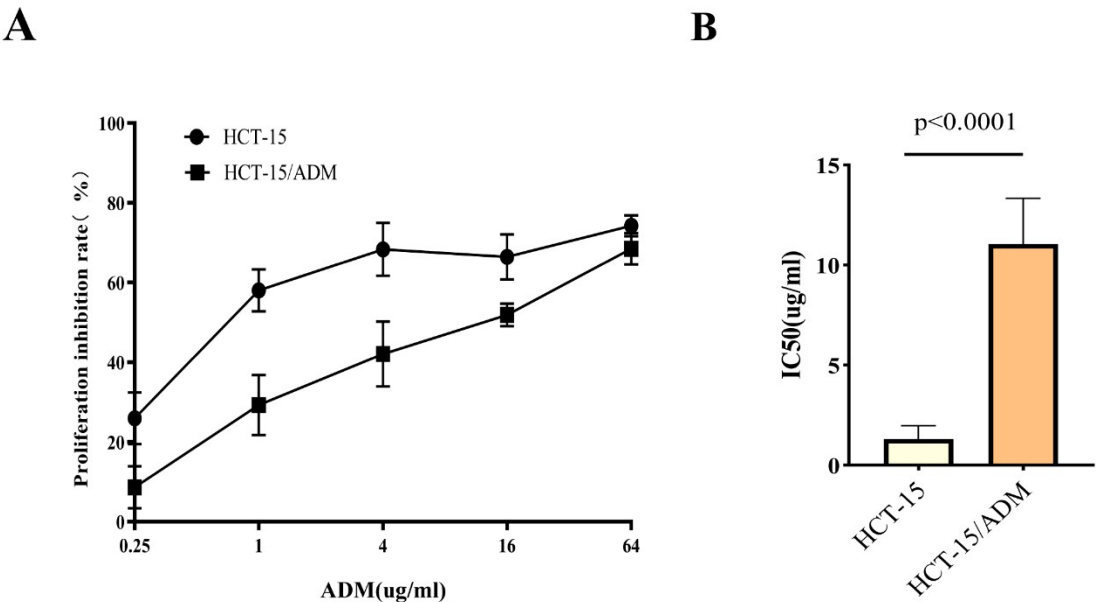 A
B
100
80
60
40
20
0
Proliferation inhibition rate( %)
HCT-15
HCT-15/ADM
0.25
1
4
16
64
ADM(ug/ml)
p<0.0001
15
10
5
0
IC50(ug/ml)
HCT-15
HCT-15/ADM